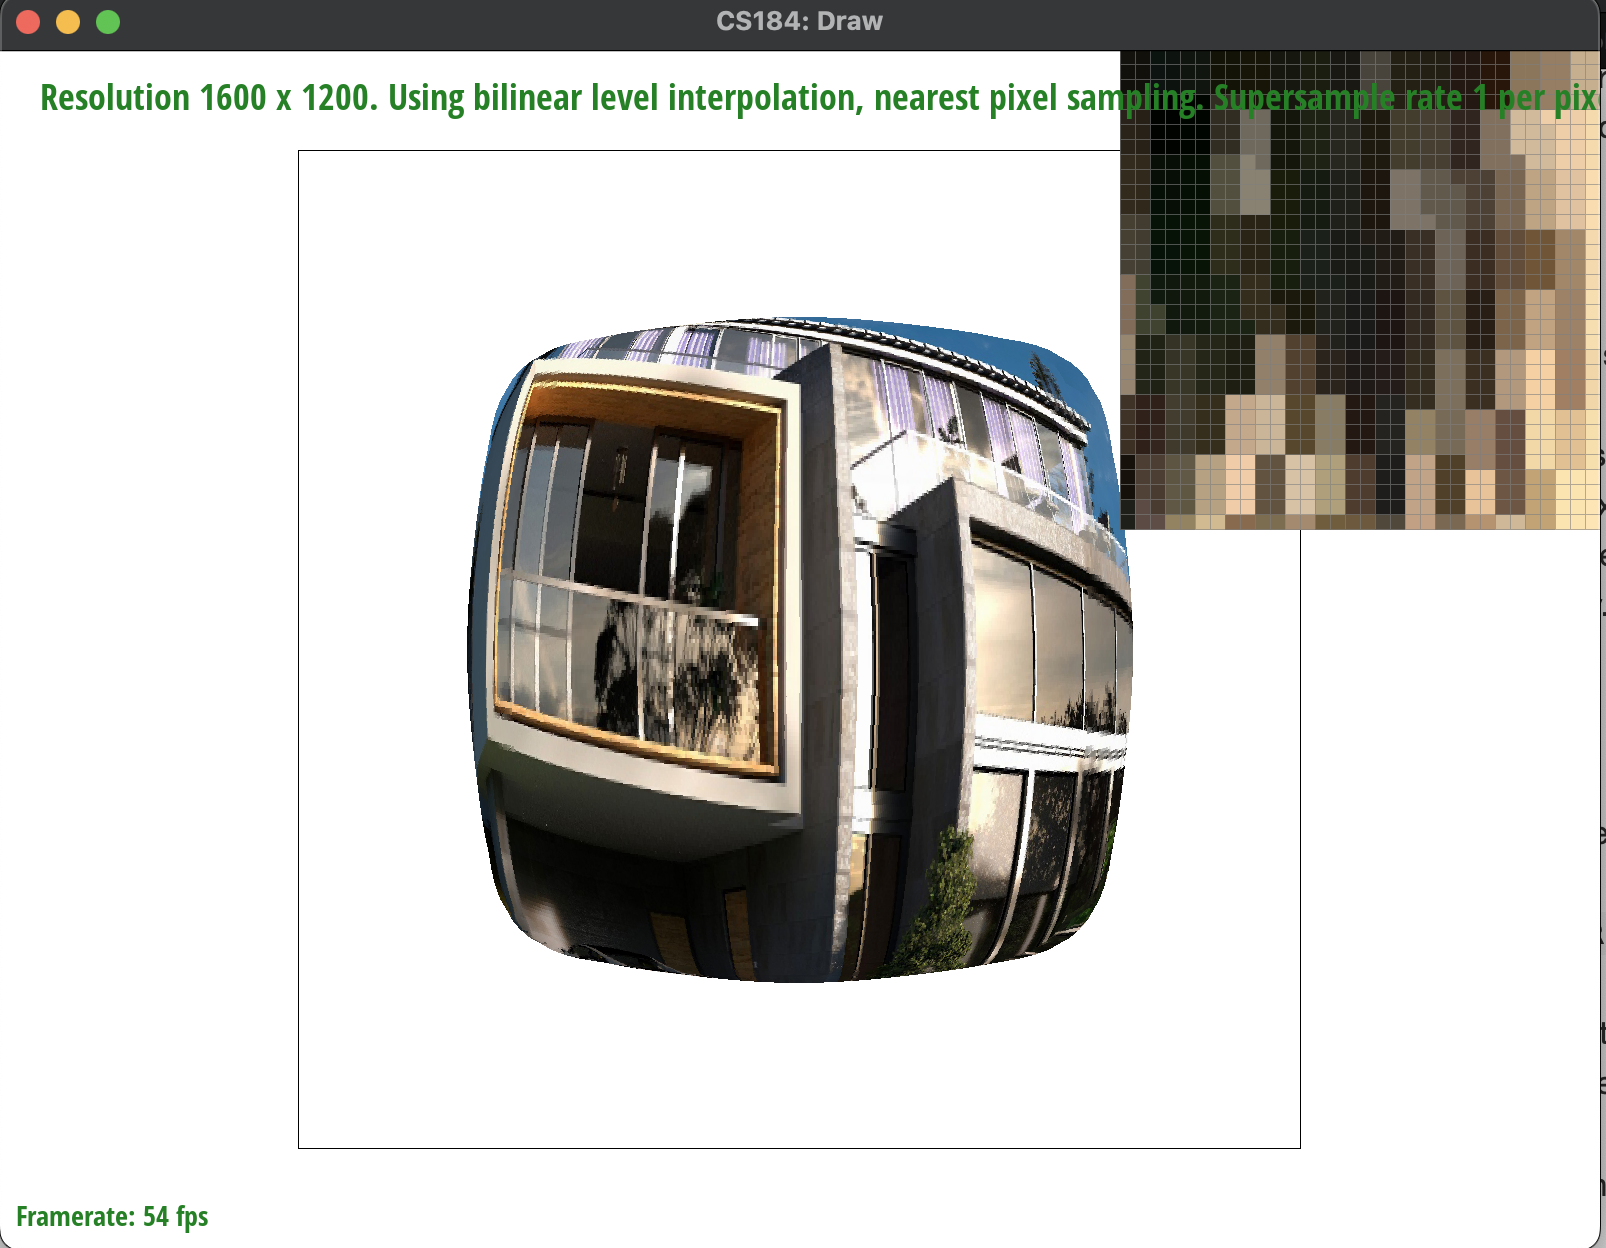 CS184: Draw
Resolution 1600 x 1200. Using bilinear level interpolation, nearest pixel sampling. Supersample rate 1 per
Framerate: 54 fps